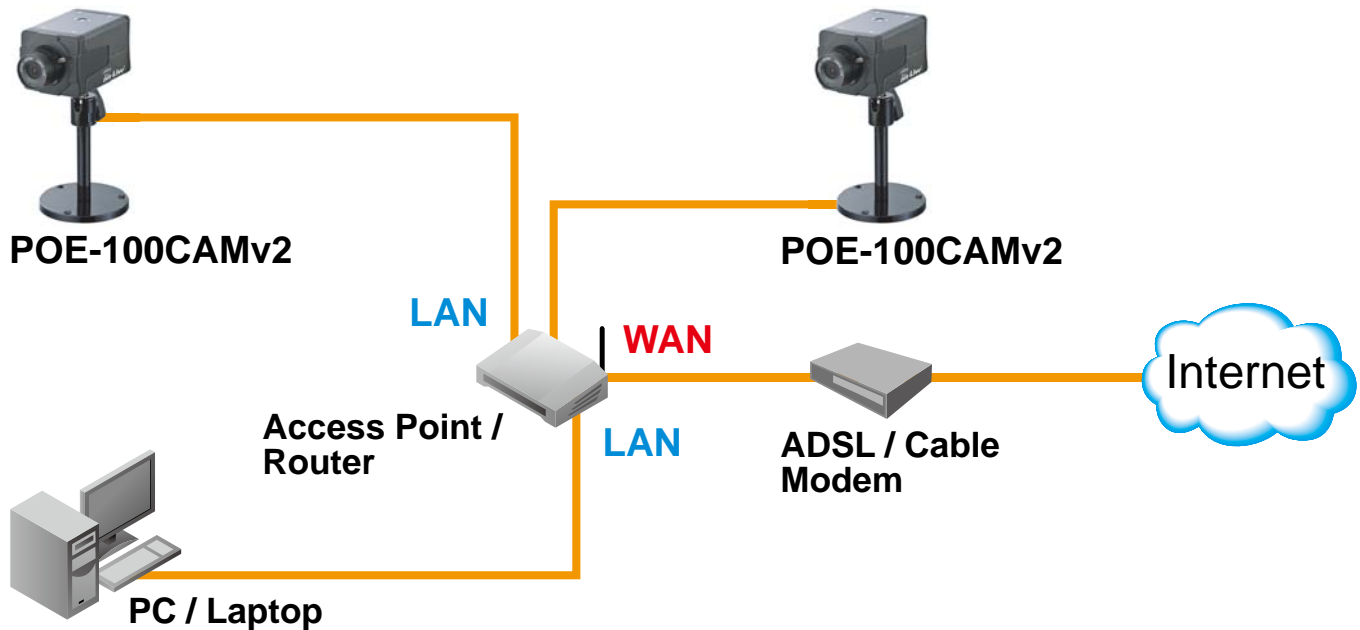 POE-100CAMv2
POE-100CAMv2
LAN
WAN
Internet
Access Point /
Router
LAN
ADSL / Cable
Modem
PC / Laptop